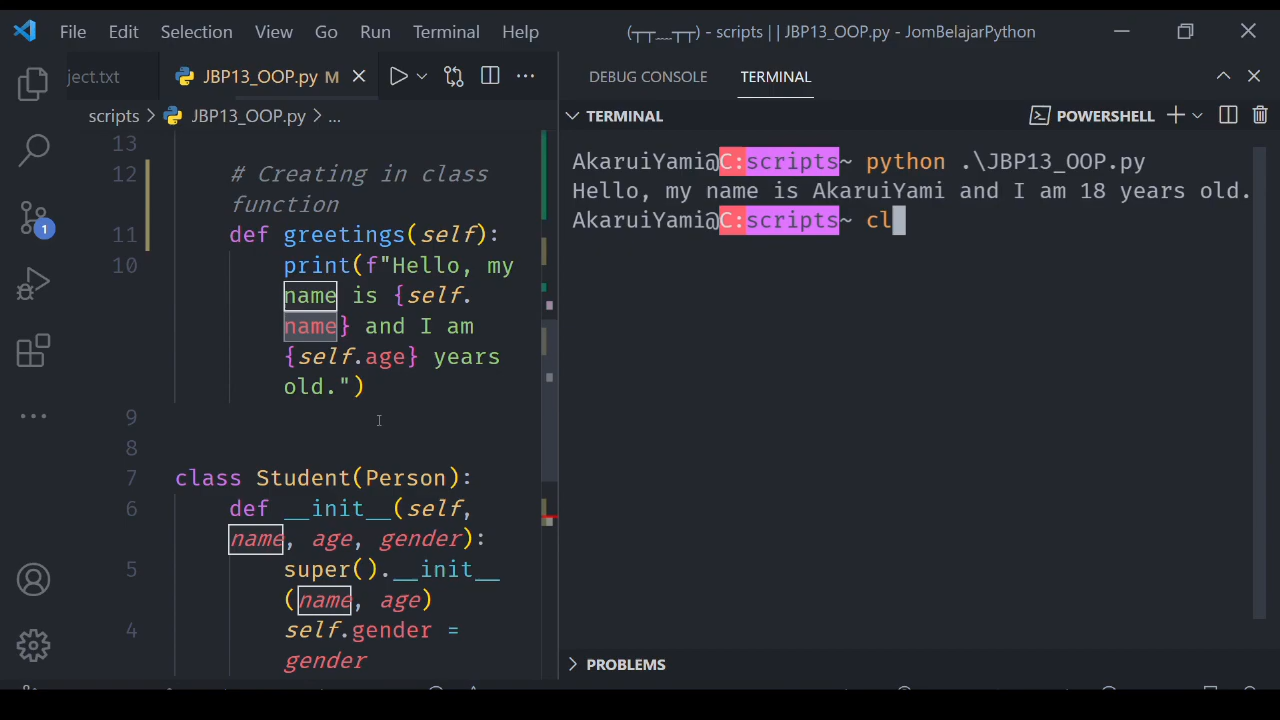 File Edit Selection View Go Run Terminal Help
(┬┬﹏┬┬) - scripts || JBP13_OOP.py - JomBelajarPython
ject.txt JBP13_OOP.py M
scripts > JBP13_OOP.py > ...
13
12 # Creating in class
function
11 def greetings(self):
10 print(f"Hello, my
name is {self.
name} and I am
{self.age} years
old.")
9
8
7 class Student(Person):
6 def __init__(self,
name, age, gender):
5 super().__init__
(name, age)
4 self.gender =
gender
1
DEBUG CONSOLE TERMINAL
TERMINAL POWERSHELL
AkaruiYami@C:scripts~ python .\JBP13_OOP.py
Hello, my name is AkaruiYami and I am 18 years old.
AkaruiYami@C:scripts~ cl
PROBLEMS